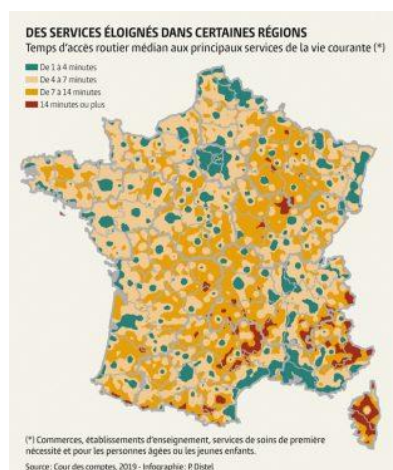 DES SERVICES ÉLOIGNÉS DANS CERTAINES RÉGIONS
Temps d'accès routier médian aux principaux services de la vie courante (*)
De 1 à 4 minutes
De 4 à 7 minutes
De 7 à 14 minutes
14 minutes ou plus
(*) Commerces, établissements d'enseignement, services de soins de première
nécessité et pour les personnes âgées ou les jeunes enfants.
Source: Cour des comptes, 2019 - Infographie: P. Distel